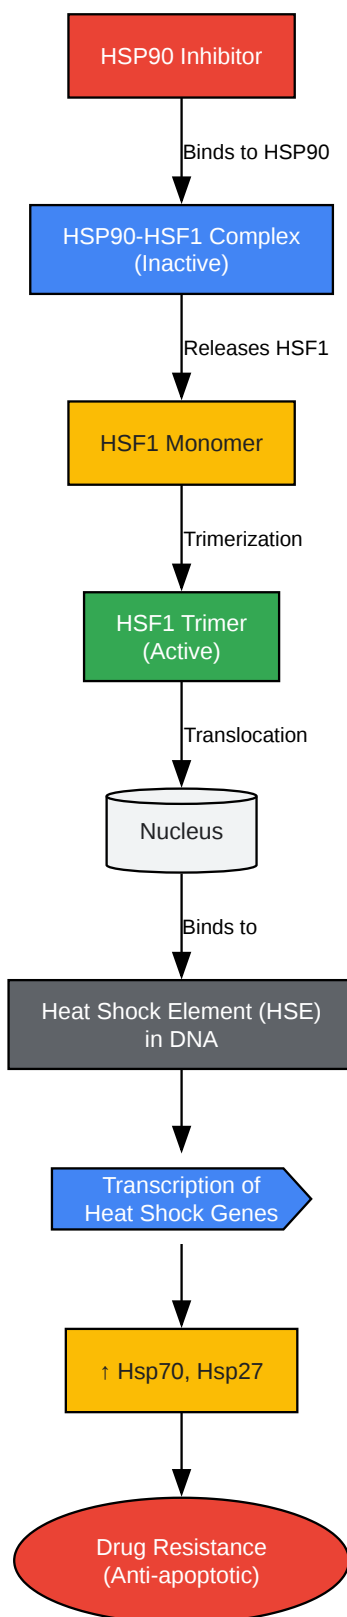 HSP90 Inhibitor
Binds to HSP90
HSP90-HSF1 Complex
(Inactive)
Releases HSF1
HSF1 Monomer
Trimerization
HSF1 Trimer
(Active)
Translocation
Nucleus
Binds to
Heat Shock Element (HSE)
in DNA
Transcription of
Heat Shock Genes
↑ Hsp70, Hsp27
Drug Resistance
(Anti-apoptotic)